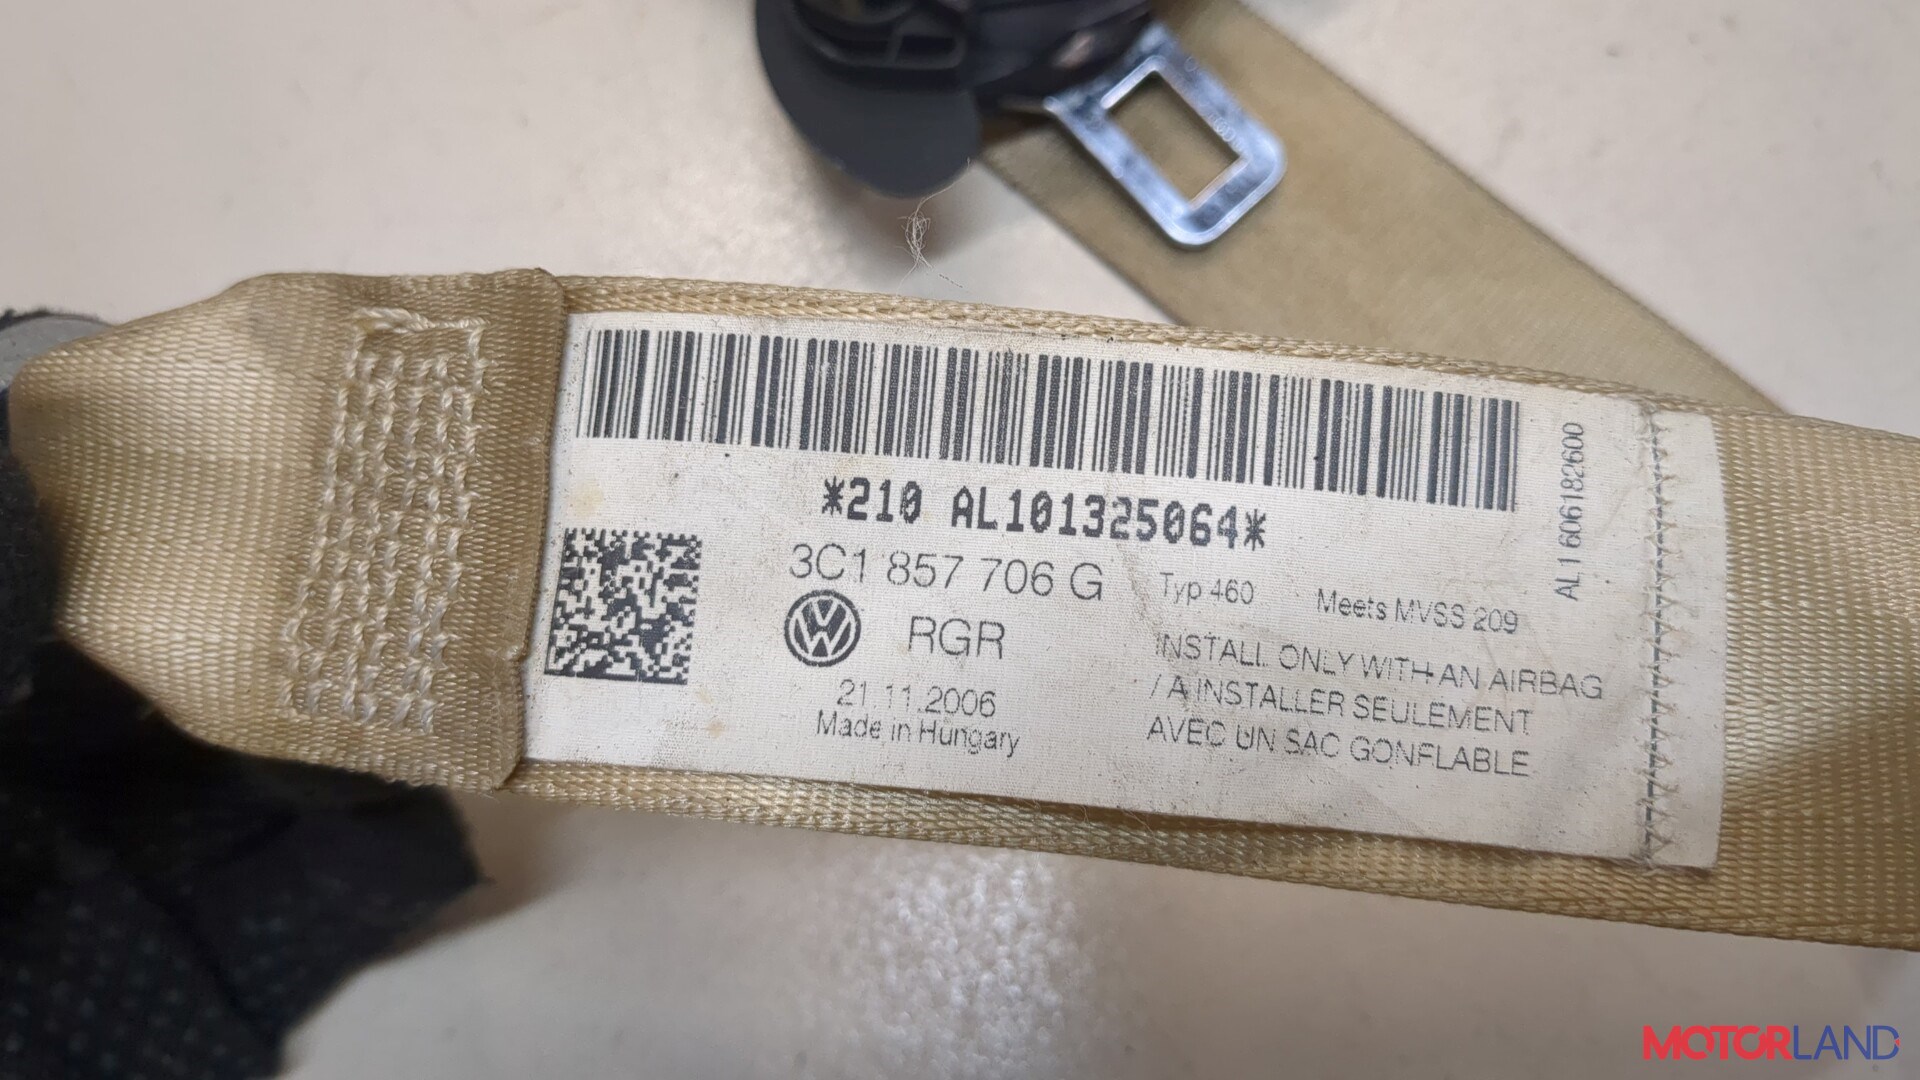 *210 AL101325064*
3C1 857 706 G
Typ 460
Meets MVSS 209
RGR
21.11.2006
Made in Hungary
INSTALL ONLY WITH AN AIRBAG
/ A INSTALLER SEULEMENT
AVEC UN SAC GONFLABLE
AL1 606182600
MOTORLAND